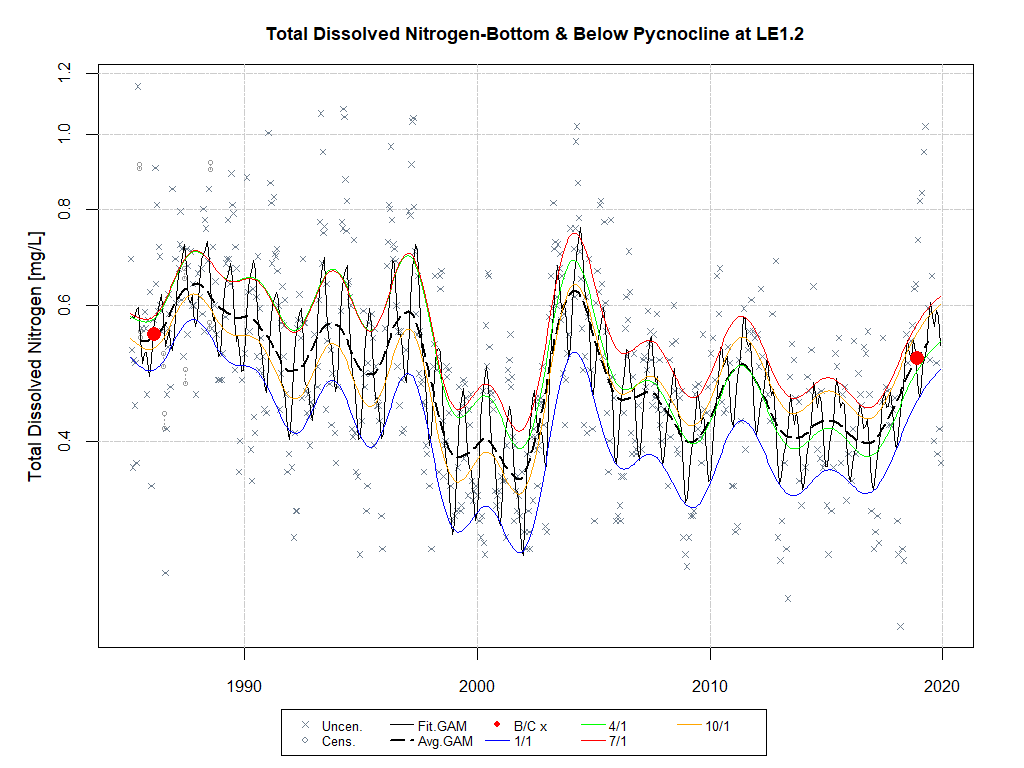 Total Dissolved Nitrogen-Bottom & Below Pycnocline at LE1.2
Total Dissolved Nitrogen [mg/L]
1.2
1.0
0.8
0.6
0.4
1990 2000 2010 2020
Uncen. Fit.GAM B/C x 4/1 10/1
Cens. Avg.GAM 1/1 7/1